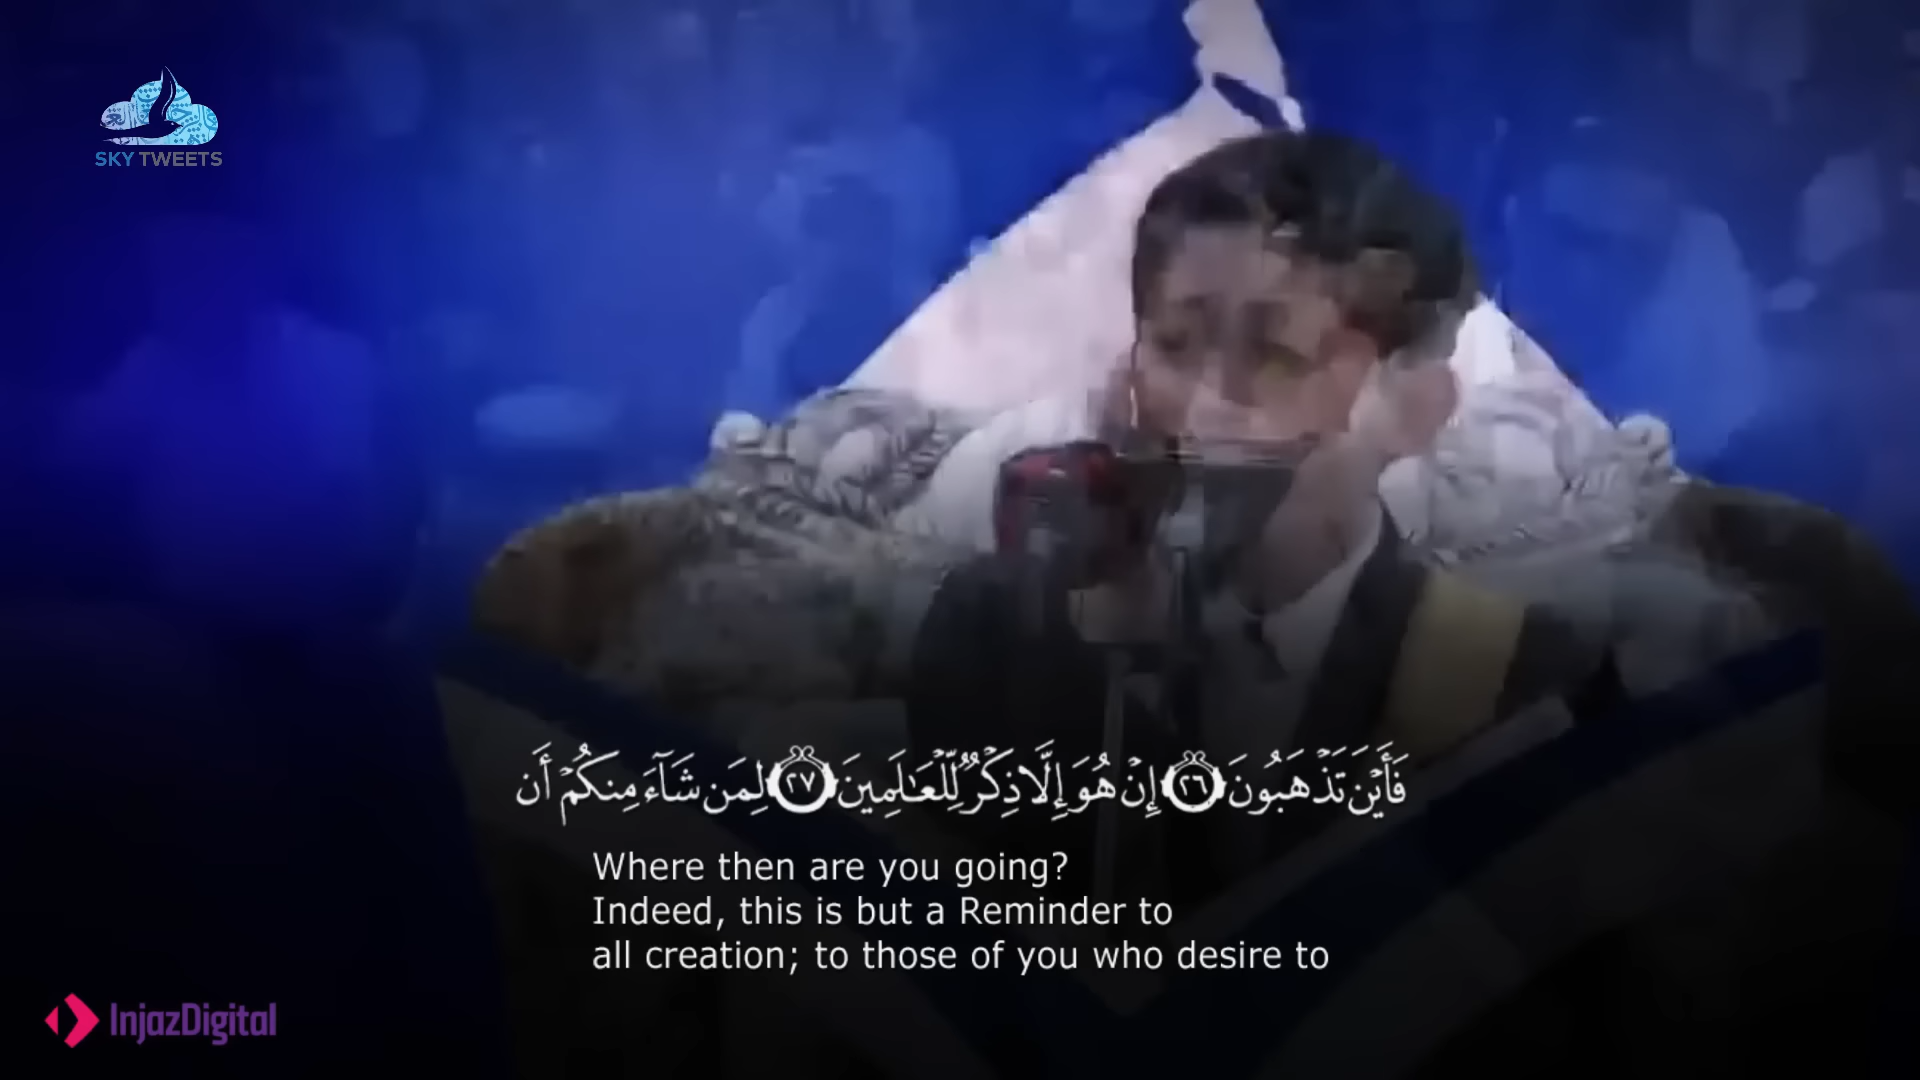 SKY TWEETS
فَأَيْنَ تَذْهَبُونَ ٢٦ إِنْ هُوَ إِلَّا ذِكْرٌ لِّلْعَـٰلَمِينَ ٢٧ لِمَن شَآءَ مِنكُمْ أَن
Where then are you going?
Indeed, this is but a Reminder to
all creation; to those of you who desire to
InjazDigital